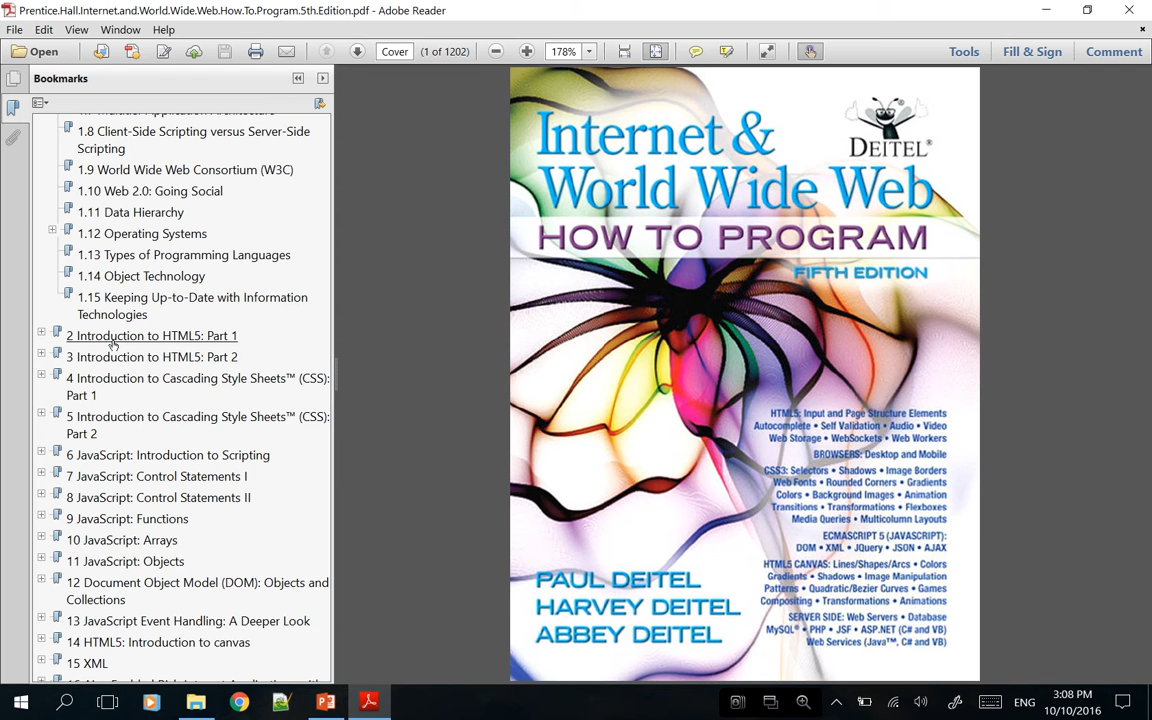 Prentice.Hall.Internet.and.World.Wide.Web.How.To.Program.5th.Edition.pdf - Adobe Reader
File Edit View Window Help
Open Cover (1 of 1202) 178% Tools Fill & Sign Comment
Bookmarks
1.8 Client-Side Scripting versus Server-Side
Scripting
1.9 World Wide Web Consortium (W3C)
1.10 Web 2.0: Going Social
1.11 Data Hierarchy
1.12 Operating Systems
1.13 Types of Programming Languages
1.14 Object Technology
1.15 Keeping Up-to-Date with Information
Technologies
2 Introduction to HTML5: Part 1
3 Introduction to HTML5: Part 2
4 Introduction to Cascading Style Sheets™ (CSS):
Part 1
5 Introduction to Cascading Style Sheets™ (CSS):
Part 2
6 JavaScript: Introduction to Scripting
7 JavaScript: Control Statements I
8 JavaScript: Control Statements II
9 JavaScript: Functions
10 JavaScript: Arrays
11 JavaScript: Objects
12 Document Object Model (DOM): Objects and
Collections
13 JavaScript Event Handling: A Deeper Look
14 HTML5: Introduction to canvas
15 XML
Internet &
World Wide Web
HOW TO PROGRAM
FIFTH EDITION
DEITEL®
HTML5: Input and Page Structure Elements
Autocomplete • Self Validation • Audio • Video
Web Storage • WebSockets • Web Workers
BROWSERS: Desktop and Mobile
CSS3: Selectors • Shadows • Image Borders
Web Fonts • Rounded Corners • Gradients
Colors • Background Images • Animation
Transitions • Transformations • Flexboxes
Media Queries • Multicolumn Layouts
ECMASCRIPT 5 (JAVASCRIPT):
DOM • XML • JQuery • JSON • AJAX
HTML5 CANVAS: Lines/Shapes/Arcs • Colors
Gradients • Shadows • Image Manipulation
Patterns • Quadratic/Bezier Curves • Games
Compositing • Transformations • Animations
SERVER SIDE: Web Servers • Database
MySQL® • PHP • JSF • ASP.NET (C# and VB)
Web Services (Java™, C# and VB)
PAUL DEITEL
HARVEY DEITEL
ABBEY DEITEL
ENG
3:08 PM
10/10/2016